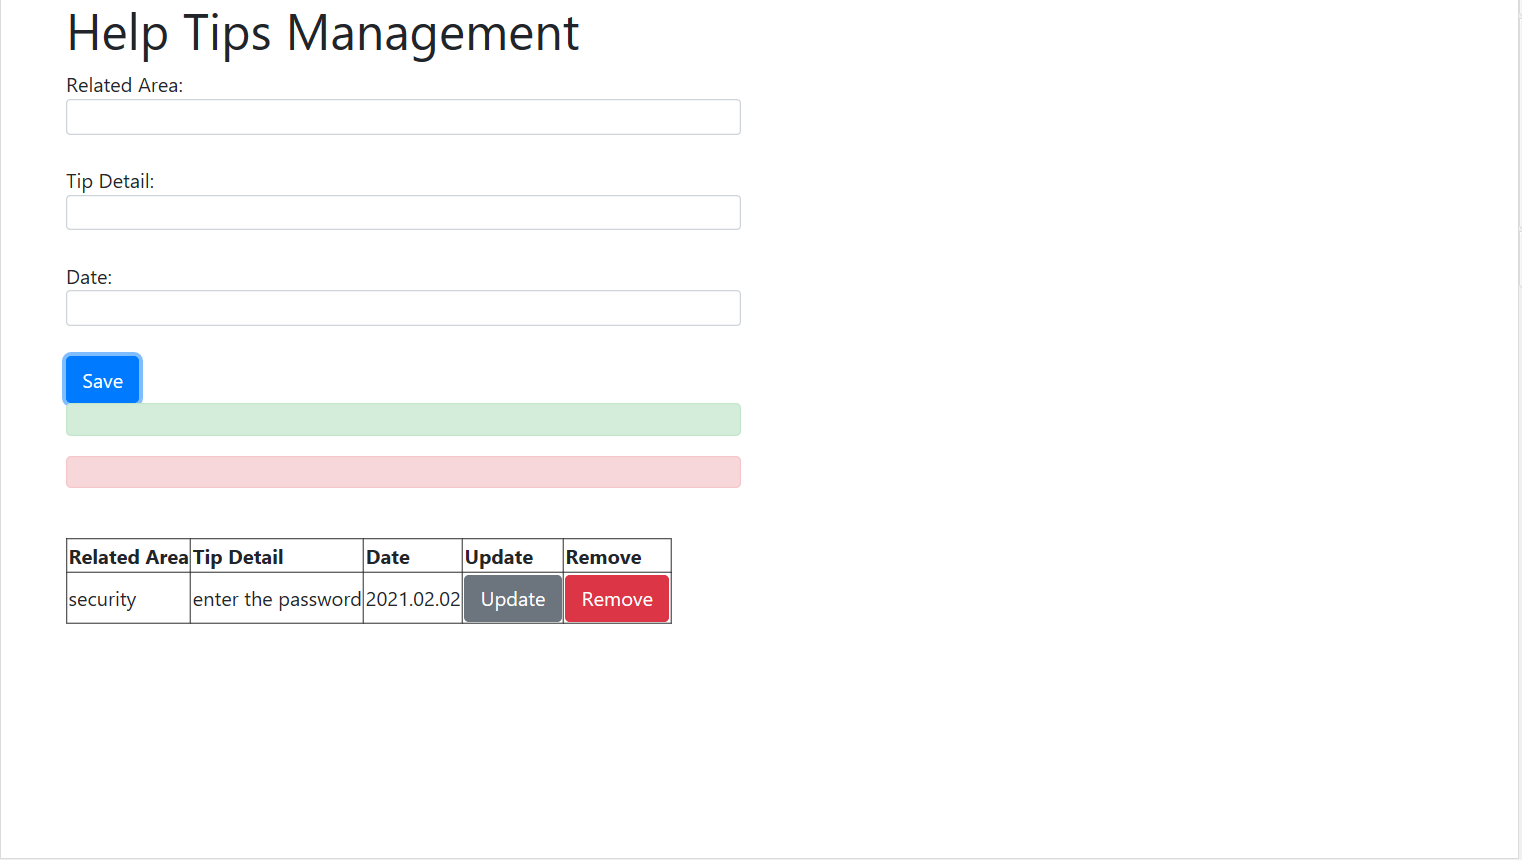 Help Tips Management
Related Area:
Tip Detail:
Date:
Save
Related Area Tip Detail Date Update Remove
security enter the password 2021.02.02 Update Remove